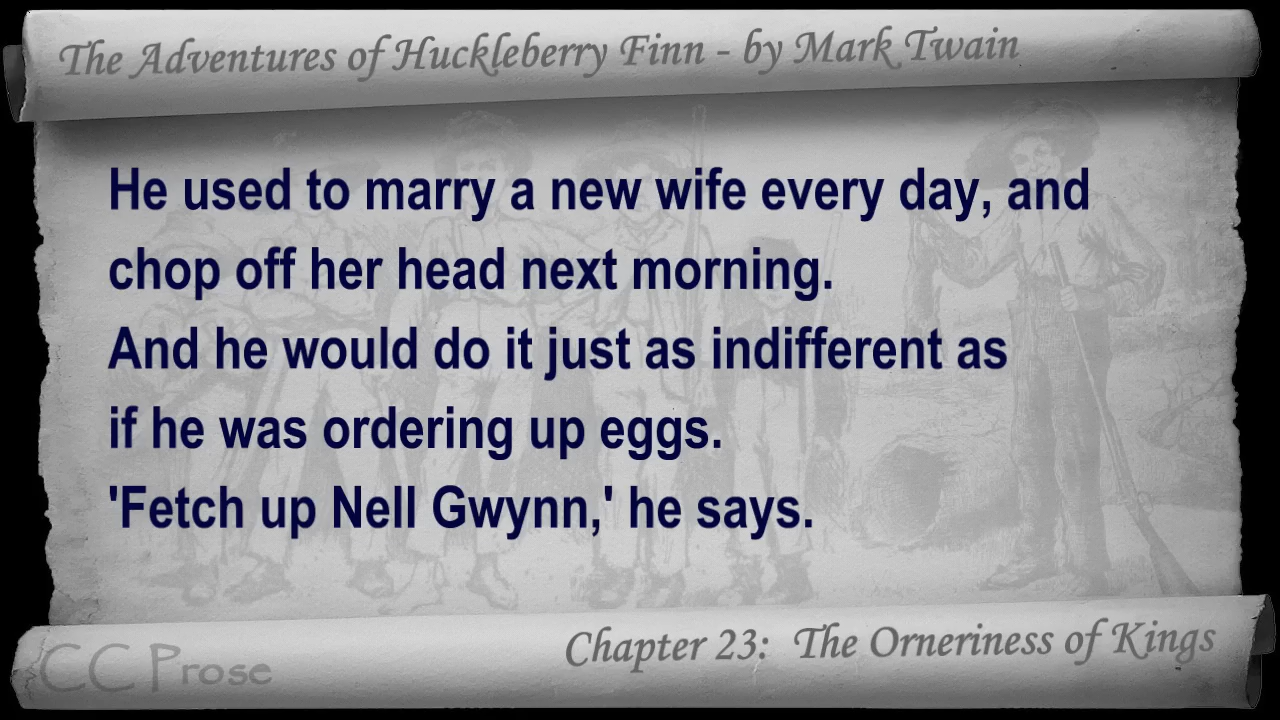 The Adventures of Huckleberry Finn - by Mark Twain
He used to marry a new wife every day, and
chop off her head next morning.
And he would do it just as indifferent as
if he was ordering up eggs.
'Fetch up Nell Gwynn,' he says.
Chapter 23: The Orneriness of Kings
CC Prose